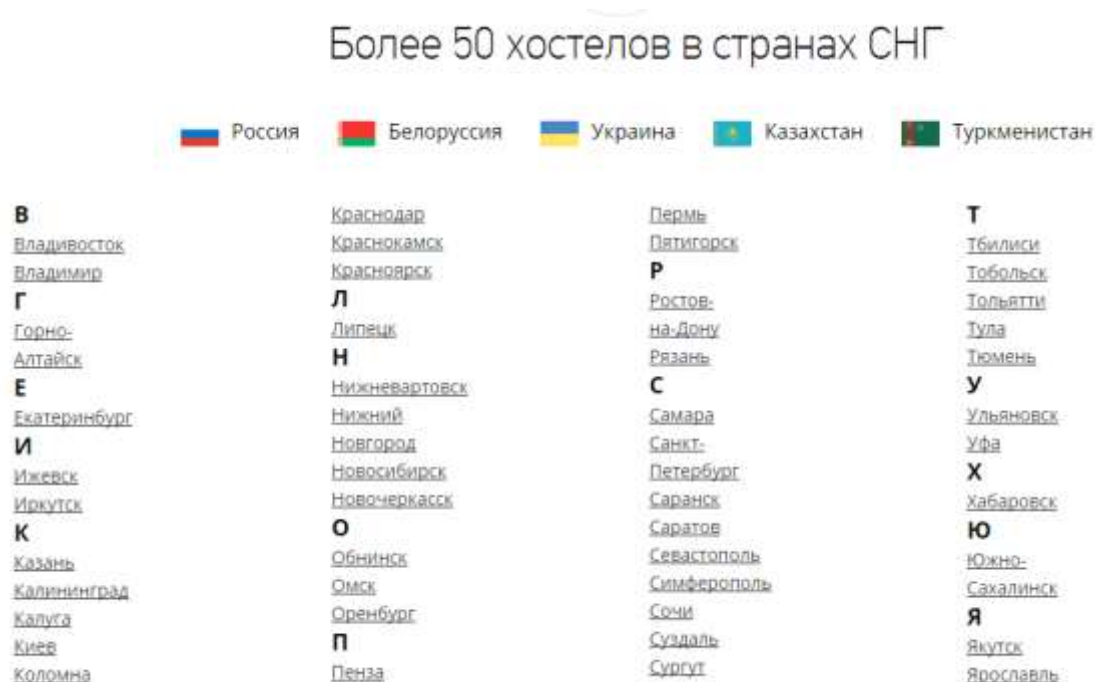 Более 50 хостелов в странах СНГ
Россия Белоруссия Украина Казахстан Туркменистан
В
Владивосток
Владимир
Г
Горно-
Алтайск
Е
Екатеринбург
И
Ижевск
Иркутск
К
Казань
Калининград
Калуга
Киев
Коломна
Краснодар
Краснокамск
Красноярск
Л
Липецк
Н
Нижневартовск
Нижний
Новгород
Новосибирск
Новочеркасск
О
Обнинск
Омск
Оренбург
П
Пенза
Пермь
Пятигорск
Р
Ростов-
на-Дону
Рязань
С
Самара
Санкт-
Петербург
Саранск
Саратов
Севастополь
Симферополь
Сочи
Суздаль
Сургут
Т
Тбилиси
Тобольск
Тольятти
Тула
Тюмень
У
Ульяновск
Уфа
Х
Хабаровск
Ю
Южно-
Сахалинск
Я
Якутск
Ярославль